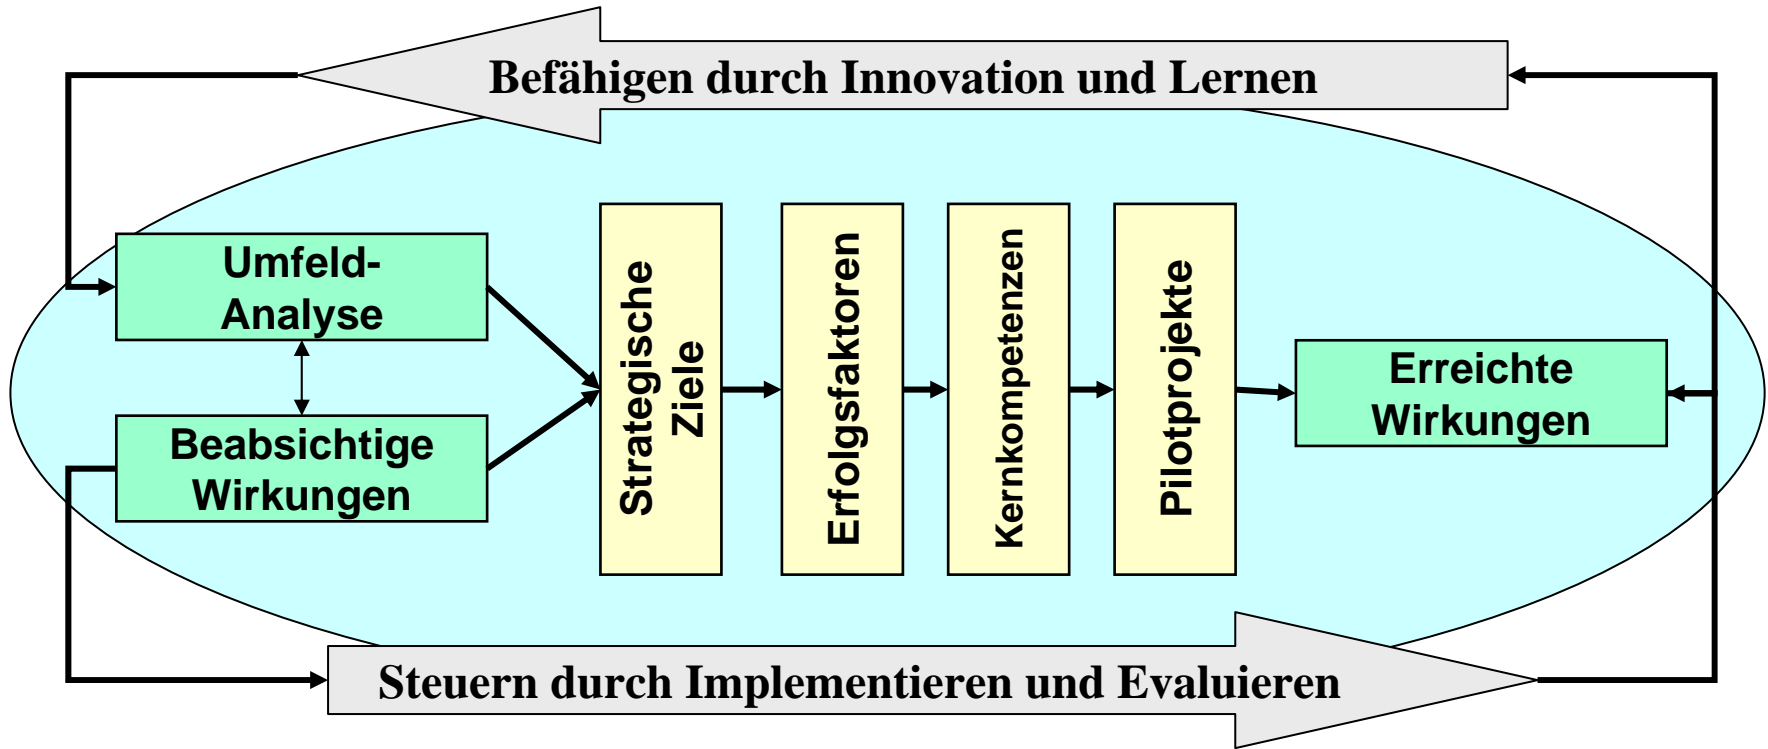 Befähigen durch Innovation und Lernen
Umfeld-
Analyse
Beabsichtige
Wirkungen
Strategische
Ziele
Erfolgsfaktoren
Kernkompetenzen
Pilotprojekte
Erreichte
Wirkungen
Steuern durch Implementieren und Evaluieren